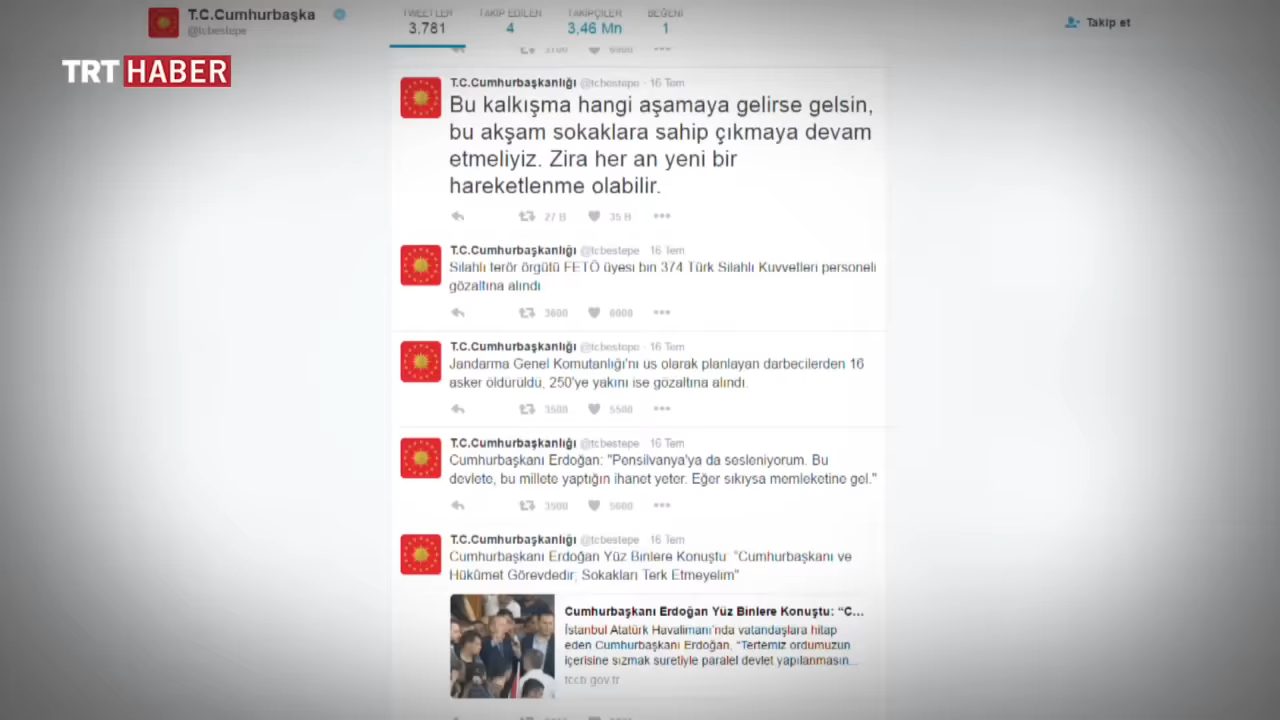 T.C.Cumhurbaşka
@tcbestepe
TWEETLER TAKİP EDİLEN TAKİPÇİLER BEĞENİ
3.781 4 3,46 Mn 1
Takip et
TRT HABER
T.C.Cumhurbaşkanlığı @tcbestepe · 16 Tem
Bu kalkışma hangi aşamaya gelirse gelsin,
bu akşam sokaklara sahip çıkmaya devam
etmeliyiz. Zira her an yeni bir
hareketlenme olabilir.
27 B 35 B
T.C.Cumhurbaşkanlığı @tcbestepe · 16 Tem
Silahlı terör örgütü FETÖ üyesi bin 374 Türk Silahlı Kuvvetleri personeli
gözaltına alındı
3600 6000
T.C.Cumhurbaşkanlığı @tcbestepe · 16 Tem
Jandarma Genel Komutanlığı'nı üs olarak planlayan darbecilerden 16
asker öldürüldü, 250'ye yakını ise gözaltına alındı.
3500 5500
T.C.Cumhurbaşkanlığı @tcbestepe · 16 Tem
Cumhurbaşkanı Erdoğan: "Pensilvanya'ya da sesleniyorum. Bu
devlete, bu millete yaptığın ihanet yeter. Eğer sıkıysa memleketine gel."
3900 5600
T.C.Cumhurbaşkanlığı @tcbestepe · 16 Tem
Cumhurbaşkanı Erdoğan Yüz Binlere Konuştu: "Cumhurbaşkanı ve
Hükûmet Görevdedir, Sokakları Terk Etmeyelim"
Cumhurbaşkanı Erdoğan Yüz Binlere Konuştu: “C...
İstanbul Atatürk Havalimanı’nda vatandaşlara hitap
eden Cumhurbaşkanı Erdoğan, “Tertemiz ordumuzun
içerisine sızmak suretiyle paralel devlet yapılanmasın...
tccb.gov.tr